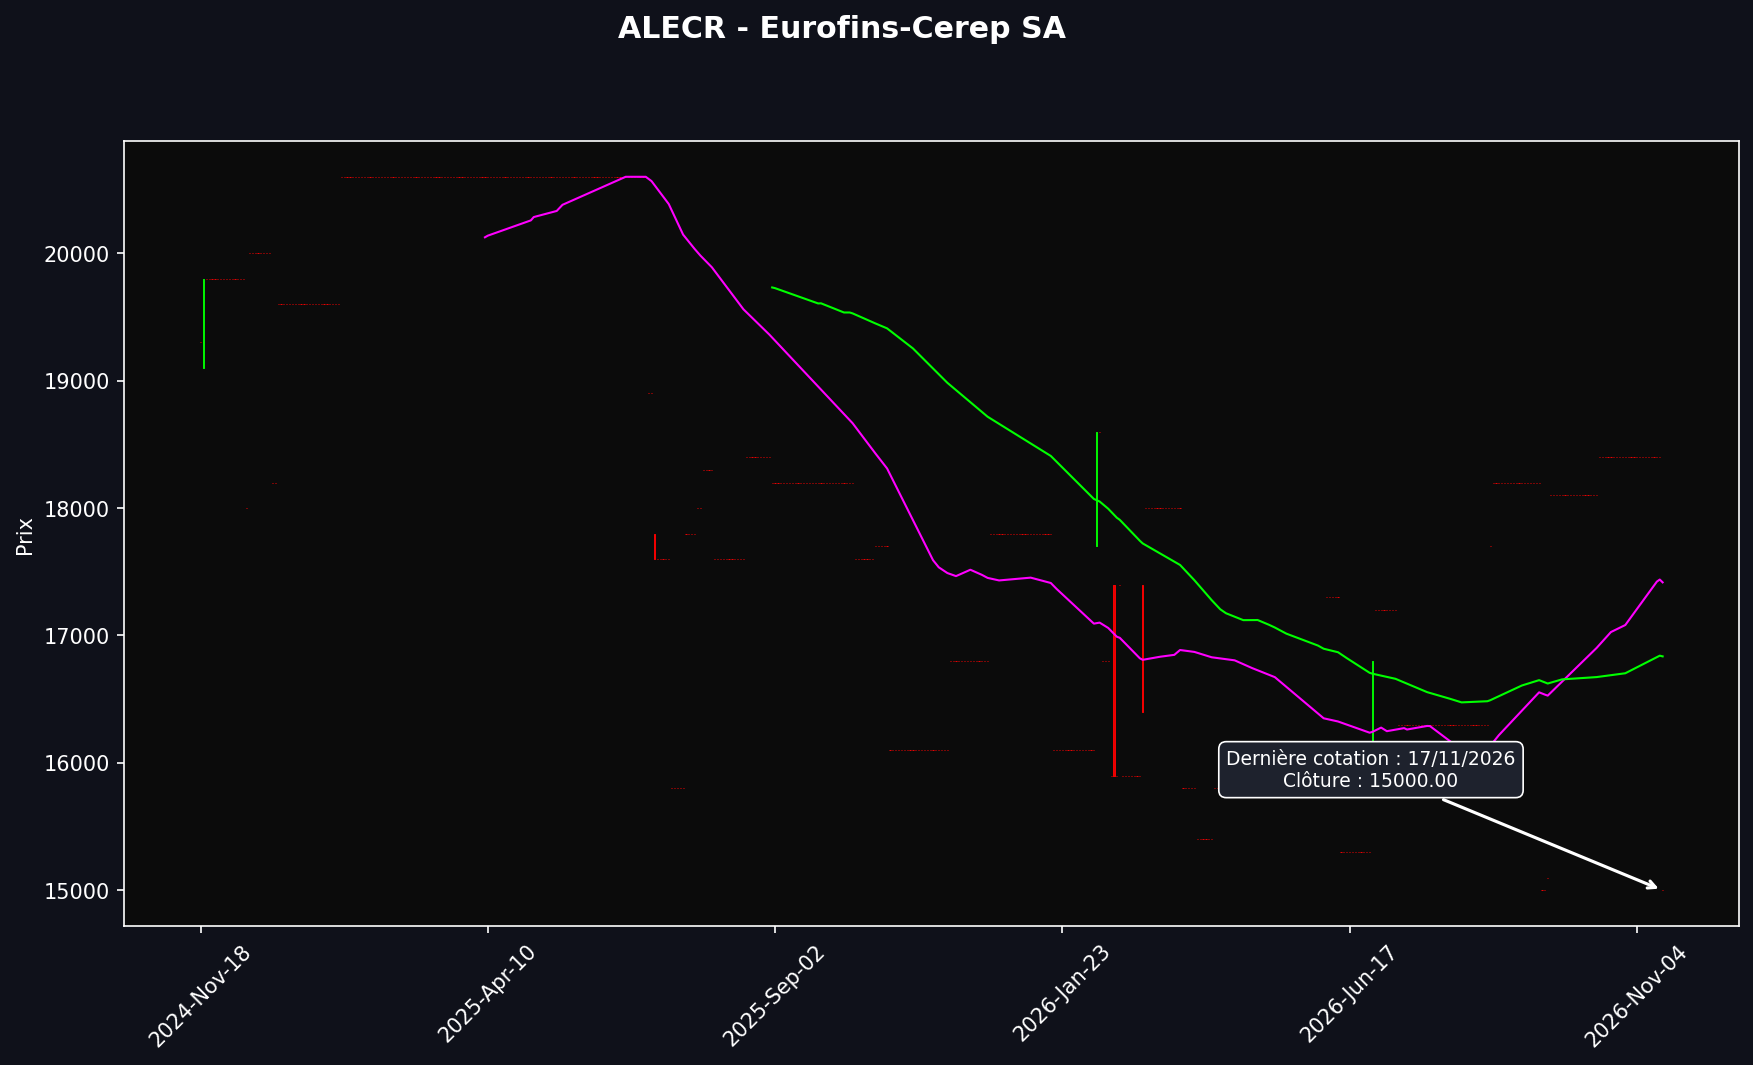 ALECR - Eurofins-Cerep SA
Prix
20000
19000
18000
17000
16000
15000
Dernière cotation : 17/11/2026
Clôture : 15000.00
2024-Nov-18
2025-Apr-10
2025-Sep-02
2026-Jan-23
2026-Jun-17
2026-Nov-04